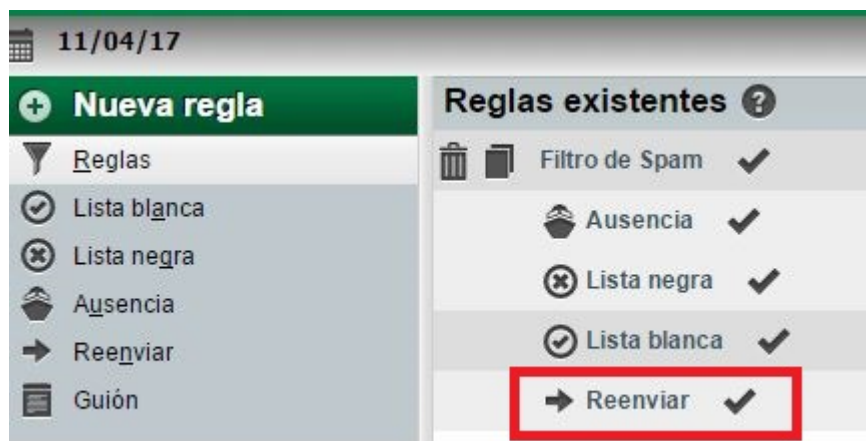 11/04/17
Nueva regla
Reglas
Lista blanca
Lista negra
Ausencia
Reenviar
Guión
Reglas existentes ?
Filtro de Spam
Ausencia
Lista negra
Lista blanca
Reenviar